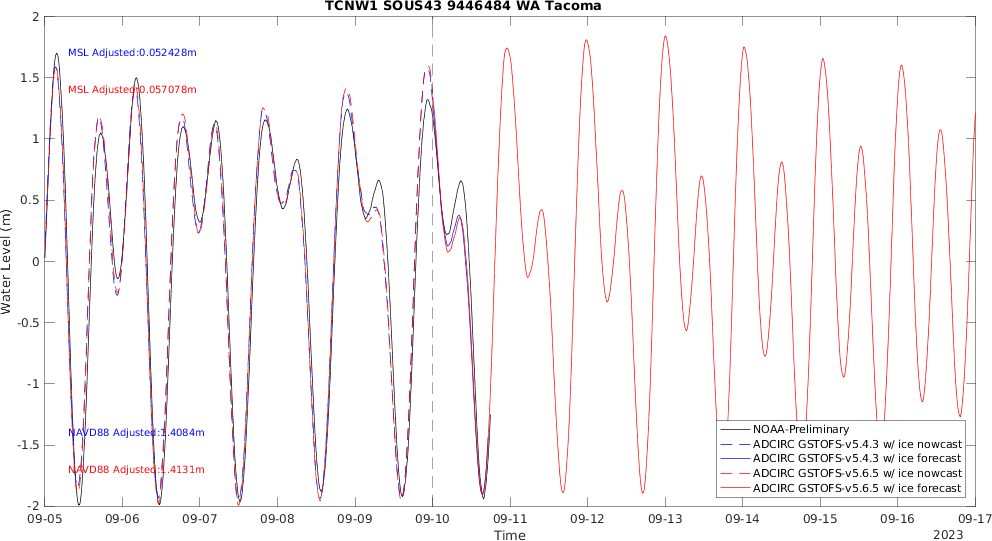 TCNW1 SOUS43 9446484 WA Tacoma
2
1.5
1
0.5
0
-0.5
-1
-1.5
-2
Water Level (m)
MSL Adjusted:0.052428m
MSL Adjusted:0.057078m
NAVD88 Adjusted:1.4084m
NAVD88 Adjusted:1.4131m
NOAA-Preliminary
ADCIRC GSTOFS-v5.4.3 w/ ice nowcast
ADCIRC GSTOFS-v5.4.3 w/ ice forecast
ADCIRC GSTOFS-v5.6.5 w/ ice nowcast
ADCIRC GSTOFS-v5.6.5 w/ ice forecast
09-05 09-06 09-07 09-08 09-09 09-10 09-11 09-12 09-13 09-14 09-15 09-16 09-17
Time
2023